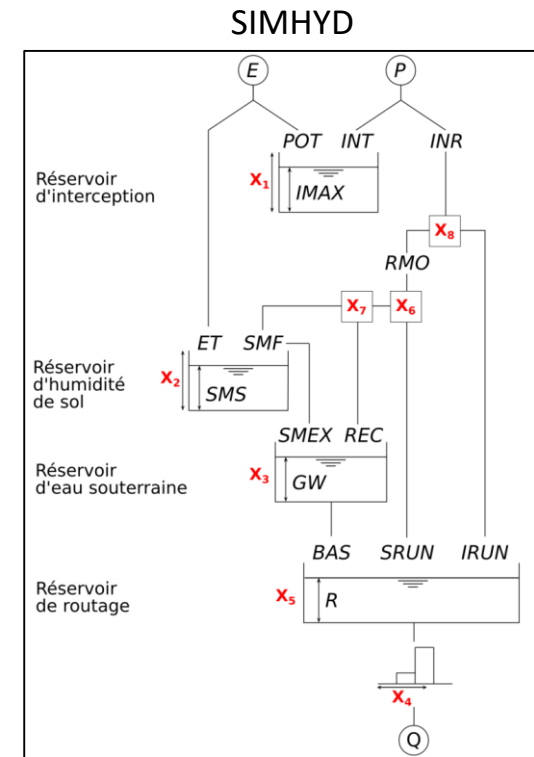 SIMHYD
E
P
POT INT INR
Réservoir
d'interception
X₁
IMAX
X₈
RMO
X₇
X₆
ET SMF
Réservoir
d'humidité
de sol
X₂
SMS
SMEX REC
Réservoir
d'eau souterraine
X₃
GW
BAS SRUN IRUN
Réservoir
de routage
X₅
R
X₄
Q